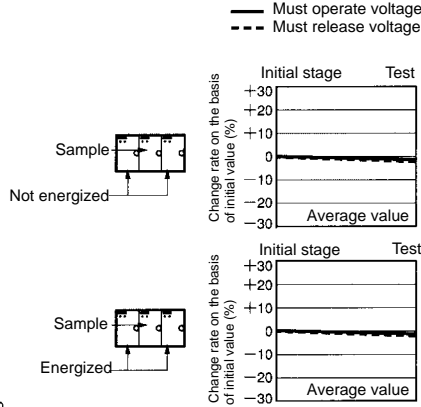 Must operate voltage
Must release voltage
Initial stage Test
Change rate on the basis
of initial value (%)
+30
+20
+10
0
−10
−20
−30
Average value
Sample
Not energized
Initial stage Test
Change rate on the basis
of initial value (%)
+30
+20
+10
0
−10
−20
−30
Average value
Sample
Energized